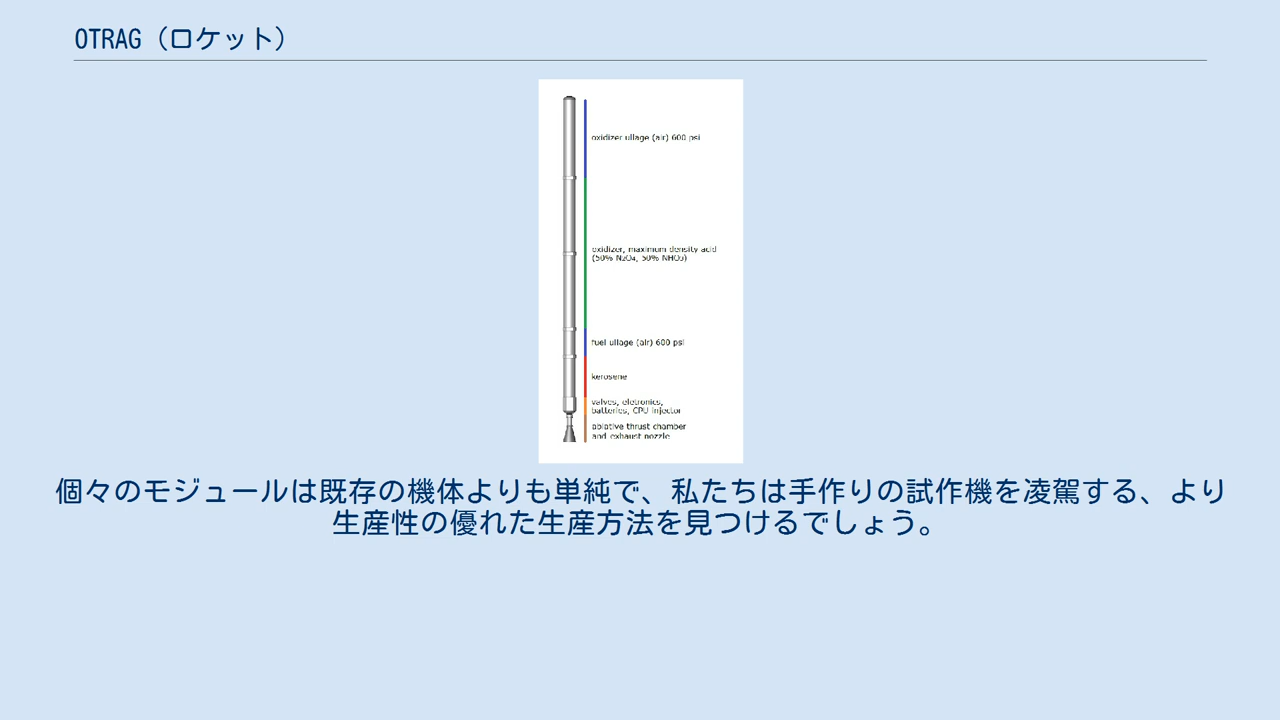 OTRAG（ロケット）
oxidizer ullage (air) 600 psi
oxidizer, maximum density acid
(50% N₂O₄, 50% NHO₃)
fuel ullage (air) 600 psi
kerosene
valves, eletronics,
batteries, CPU injector
ablative thrust chamber
and exhaust nozzle
個々のモジュールは既存の機体よりも単純で、私たちは手作りの試作機を凌駕する、より
生産性の優れた生産方法を見つけるでしょう。